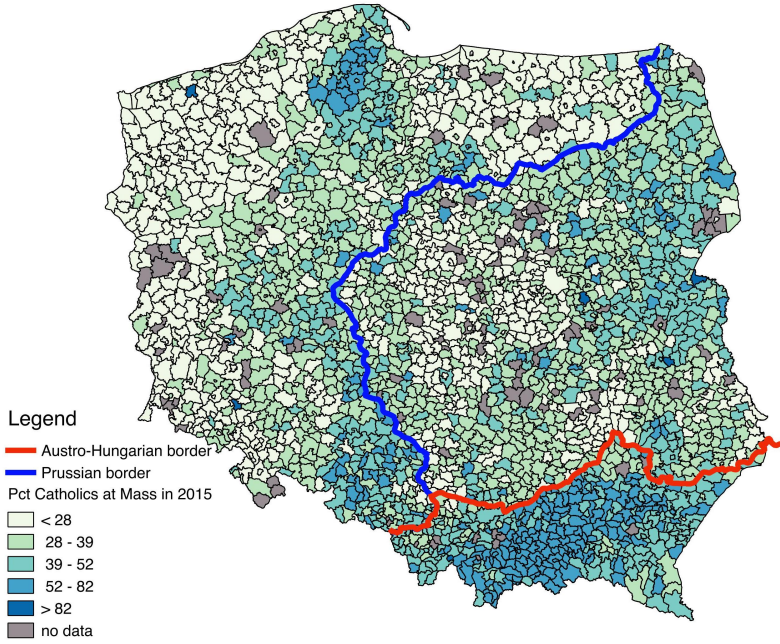 Legend
Austro-Hungarian border
Prussian border
Pct Catholics at Mass in 2015
< 28
28 - 39
39 - 52
52 - 82
> 82
no data